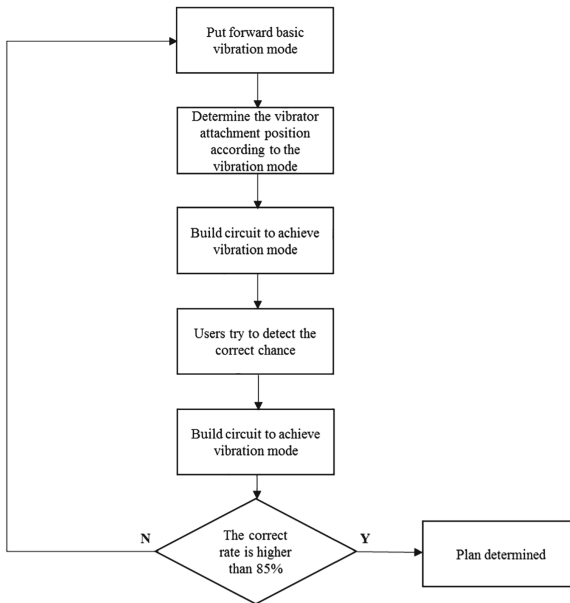 Put forward basic
vibration mode
Determine the vibrator
attachment position
according to the
vibration mode
Build circuit to achieve
vibration mode
Users try to detect the
correct chance
Build circuit to achieve
vibration mode
N
The correct
rate is higher
than 85%
Y
Plan determined